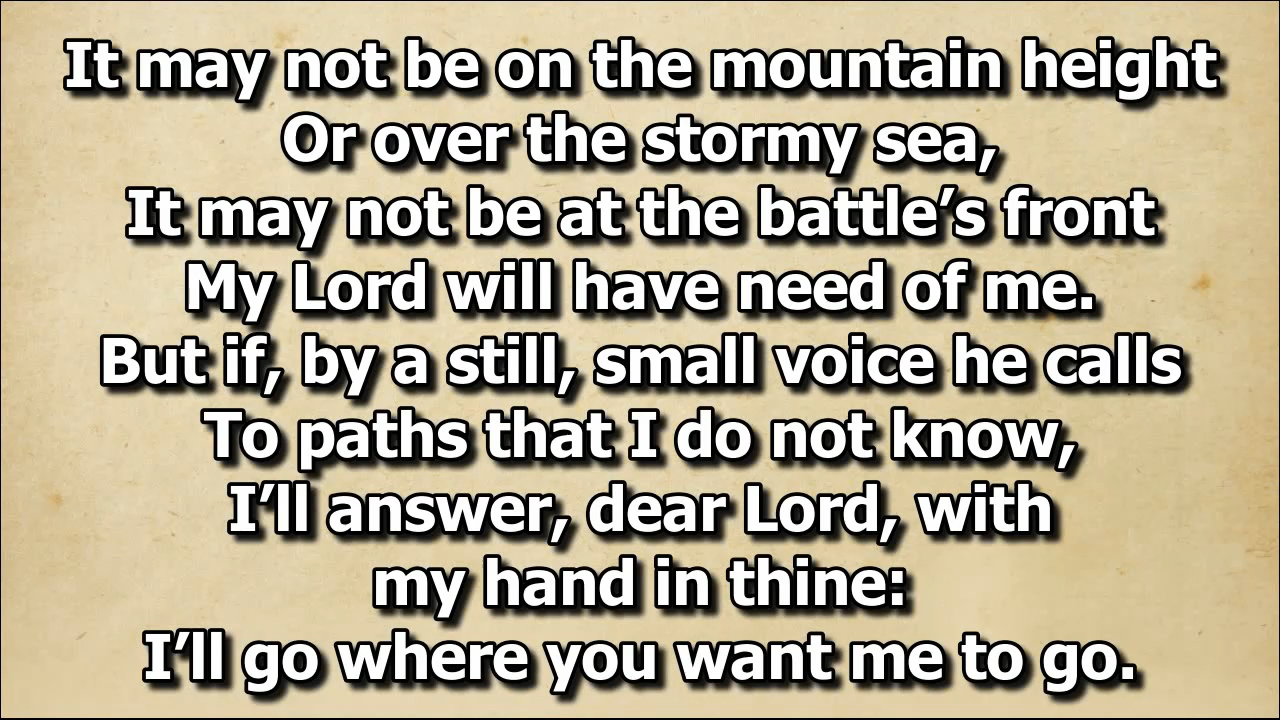 It may not be on the mountain height
Or over the stormy sea,
It may not be at the battle’s front
My Lord will have need of me.
But if, by a still, small voice he calls
To paths that I do not know,
I’ll answer, dear Lord, with
my hand in thine:
I’ll go where you want me to go.